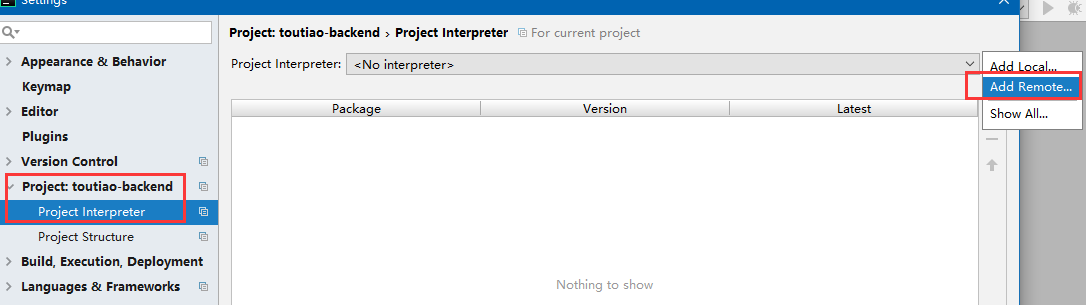 Settings
Project: toutiao-backend › Project Interpreter For current project
Appearance & Behavior
Keymap
Editor
Plugins
Version Control
Project: toutiao-backend
Project Interpreter
Project Structure
Build, Execution, Deployment
Languages & Frameworks
Project Interpreter: <No interpreter>
Add Local...
Add Remote...
Show All...
Package Version Latest
Nothing to show